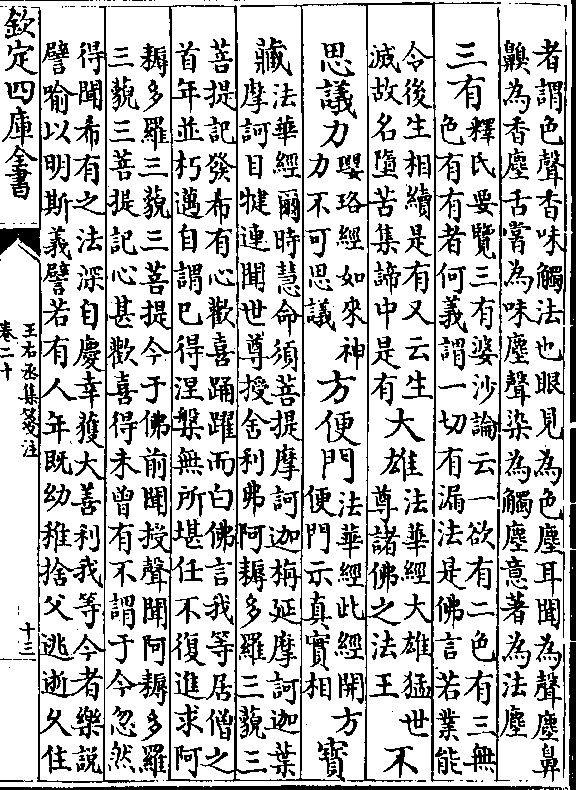 者謂色聲香味觸法也眼見為色塵耳聞為聲塵鼻
齅為香塵舌嘗為味塵聲染為觸塵意著為法塵
三有釋氏要覽三有婆沙論云一欲有二色有三無
色有有者何義謂一切有漏法是佛言若業能
令後生相續是有又云生
滅故名墮苦集諦中是有
大雄法華經大雄猛世
尊諸佛之法王
不
思議力瓔珞經如來神
力不可思議
方便門法華經此經開方
便門示真實相
寶
藏法華經爾時慧命須菩提摩訶迦梅延摩訶迦葉
摩訶目犍連聞世尊授舍利弗阿耨多羅三藐三
菩提記發希有心歡喜踊躍而白佛言我等居僧之
首年並朽邁自謂已得涅槃無所堪任不復進求阿
耨多羅三藐三菩提今于佛前聞授聲聞阿耨多羅
三藐三菩提記心甚歡喜得未曾有不謂于今忽然
得聞希有之法深自慶幸獲大善利我等今者樂說
譬喻以明斯義譬若有人年既幼稚捨父逃逝久住
欽定四庫全書
王右丞集箋注
卷二十
十三